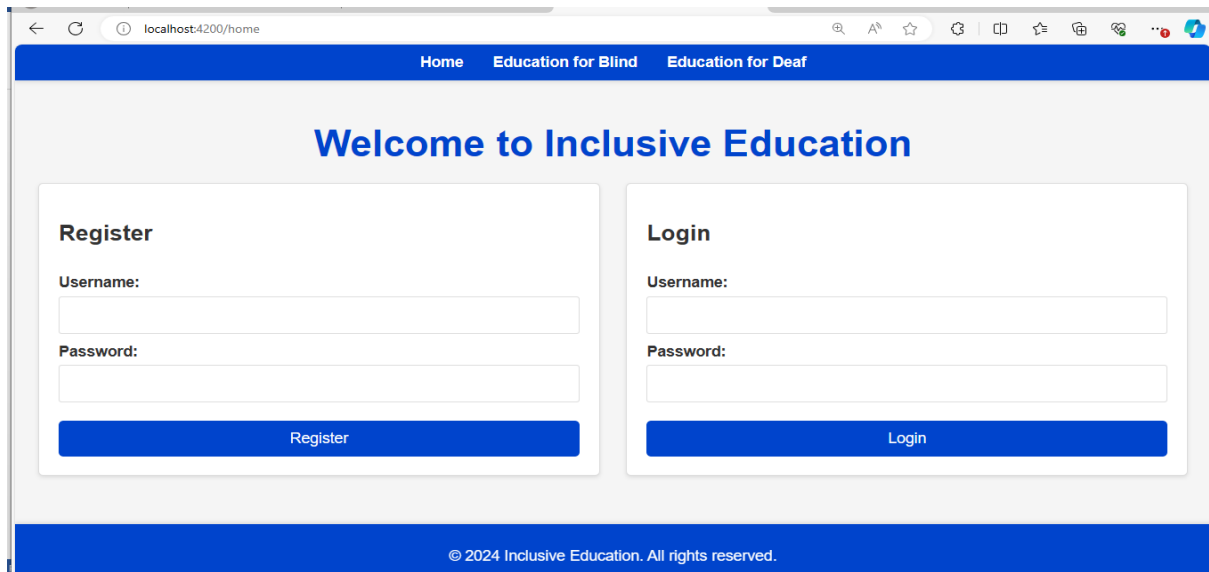 localhost:4200/home
Home Education for Blind Education for Deaf
Welcome to Inclusive Education
Register
Username:
Password:
Register
Login
Username:
Password:
Login
© 2024 Inclusive Education. All rights reserved.